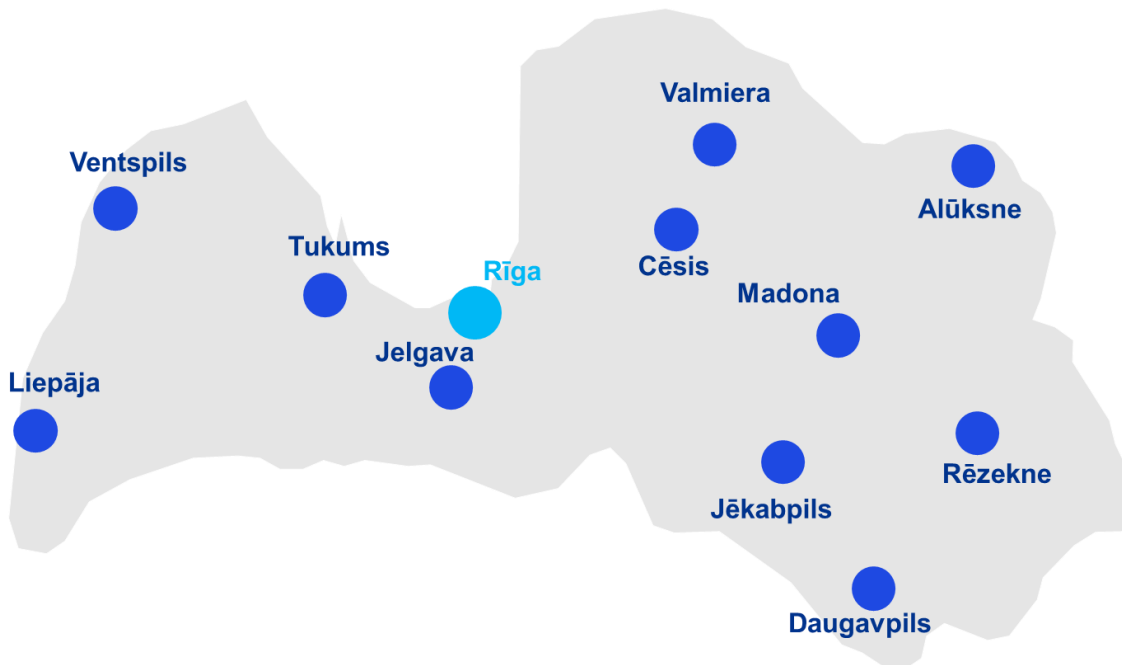 Valmiera
Ventspils
Alūksne
Tukums
Cēsis
Rīga
Madona
Jelgava
Liepāja
Rēzekne
Jēkabpils
Daugavpils